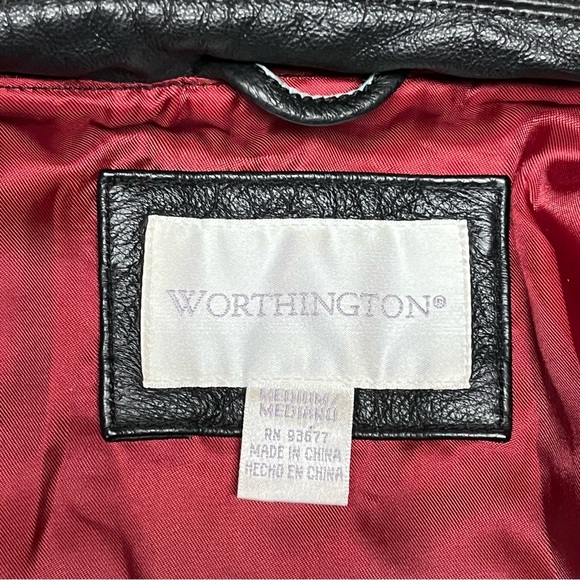 WORTHINGTON®
MEDIUM/
MEDIANO
RN 93677
MADE IN CHINA
HECHO EN CHINA